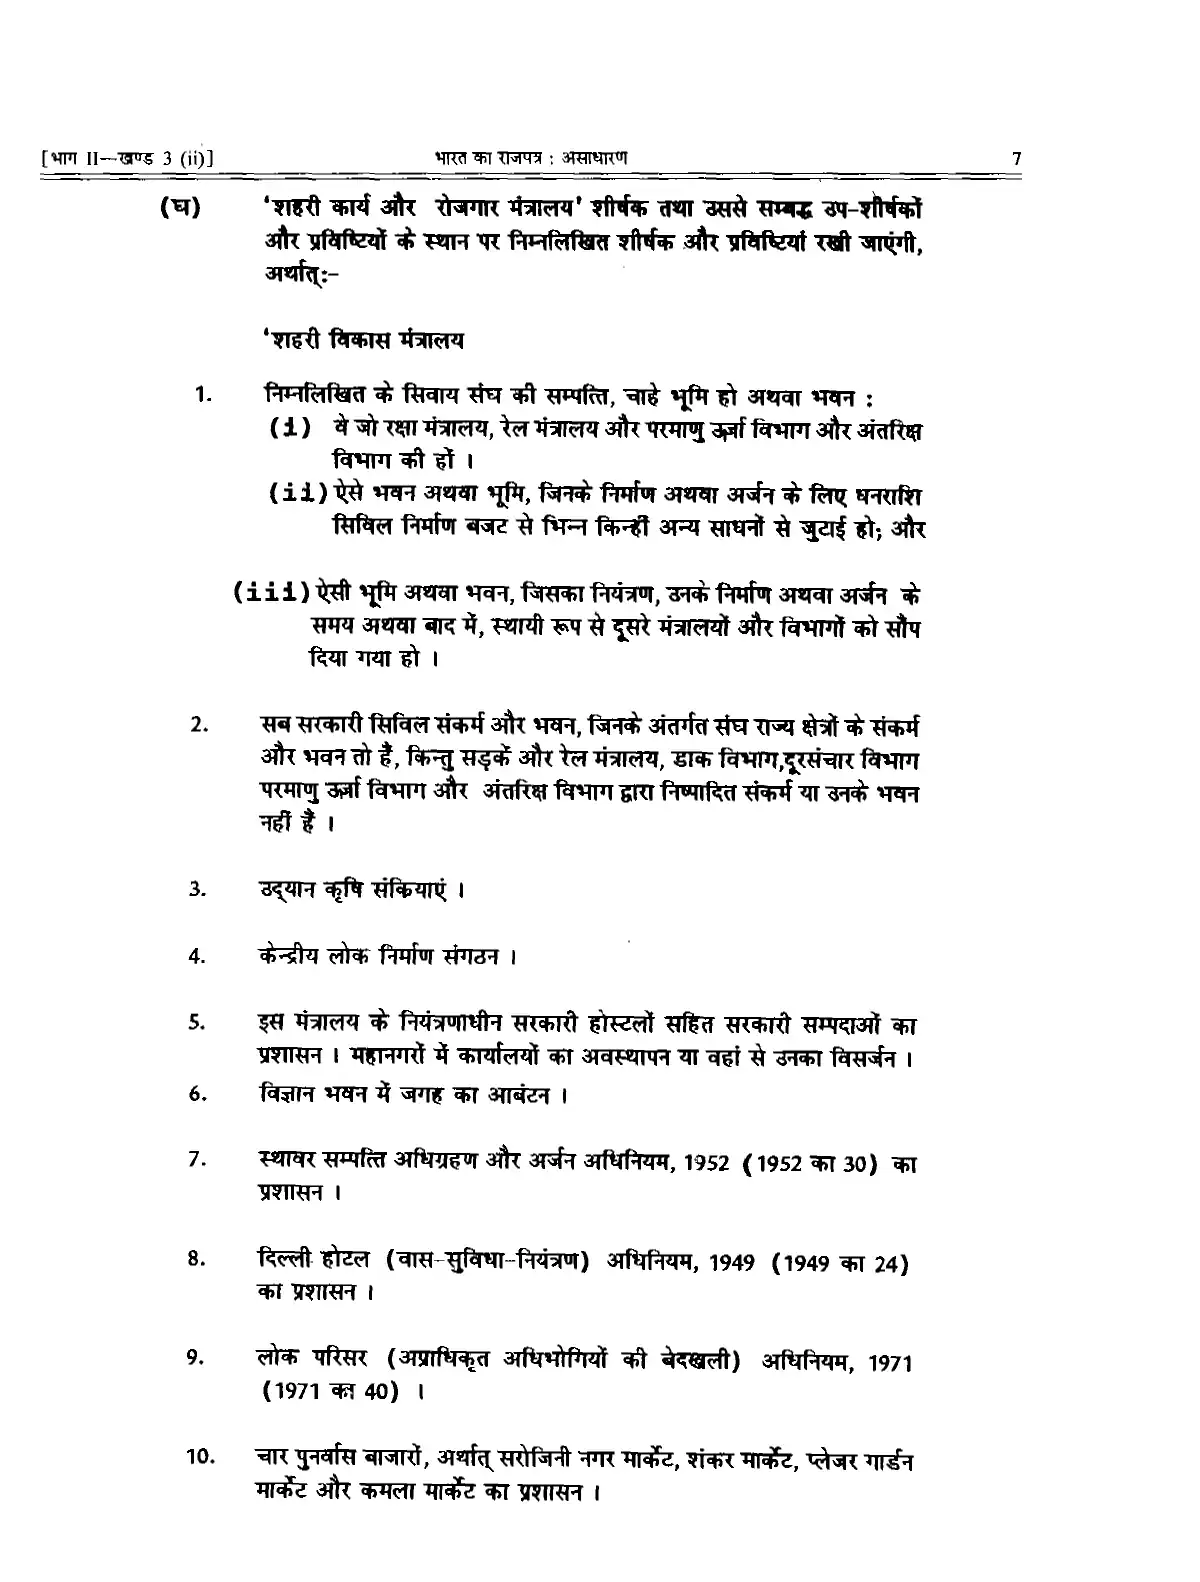 [भाग II—खण्ड 3 (ii)] भारत का राजपत्र : असाधारण 7
(घ) ‘शहरी कार्य और रोजगार मंत्रालय’ शीर्षक तथा उससे सम्बद्ध उप-शीर्षकों
और प्रविष्टियों के स्थान पर निम्नलिखित शीर्षक और प्रविष्टियां रखी जाएंगी,
अर्थात्:-
‘शहरी विकास मंत्रालय
1. निम्नलिखित के सिवाय संघ की सम्पत्ति, चाहे भूमि हो अथवा भवन :
(i) वे जो रक्षा मंत्रालय, रेल मंत्रालय और परमाणु ऊर्जा विभाग और अंतरिक्ष
विभाग की हों ।
(ii) ऐसे भवन अथवा भूमि, जिनके निर्माण अथवा अर्जन के लिए धनराशि
सिविल निर्माण बजट से भिन्न किन्हीं अन्य साधनों से जुटाई हो; और
(iii) ऐसी भूमि अथवा भवन, जिसका नियंत्रण, उनके निर्माण अथवा अर्जन के
समय अथवा बाद में, स्थायी रूप से दूसरे मंत्रालयों और विभागों को सौंप
दिया गया हो ।
2. सब सरकारी सिविल संकर्म और भवन, जिनके अंतर्गत संघ राज्य क्षेत्रों के संकर्म
और भवन तो हैं, किन्तु सड़कें और रेल मंत्रालय, डाक विभाग,दूरसंचार विभाग
परमाणु उर्जा विभाग और अंतरिक्ष विभाग द्वारा निष्पादित संकर्म या उनके भवन
नहीं हैं ।
3. उद्‌यान कृषि संकियाएं ।
4. केन्द्रीय लोक निर्माण संगठन ।
5. इस मंत्रालय के नियंत्रणाधीन सरकारी होस्टलों सहित सरकारी सम्पदाओं का
प्रशासन । महानगरों में कार्यालयों का अवस्थापन या वहां से उनका विसर्जन ।
6. विज्ञान भवन में जगह का आबंटन ।
7. स्थावर सम्पत्ति अधिग्रहण और अर्जन अधिनियम, 1952 (1952 का 30) का
प्रशासन ।
8. दिल्ली होटल (वास-सुविधा-नियंत्रण) अधिनियम, 1949 (1949 का 24)
का प्रशासन ।
9. लोक परिसर (अप्राधिकृत अधिभोगियों की बेदखली) अधिनियम, 1971
(1971 का 40) ।
10. चार पुनर्वास बाजारों, अर्थात् सरोजिनी नगर मार्केट, शंकर मार्केट, प्लेजर गार्डन
मार्केट और कमला मार्केट का प्रशासन ।